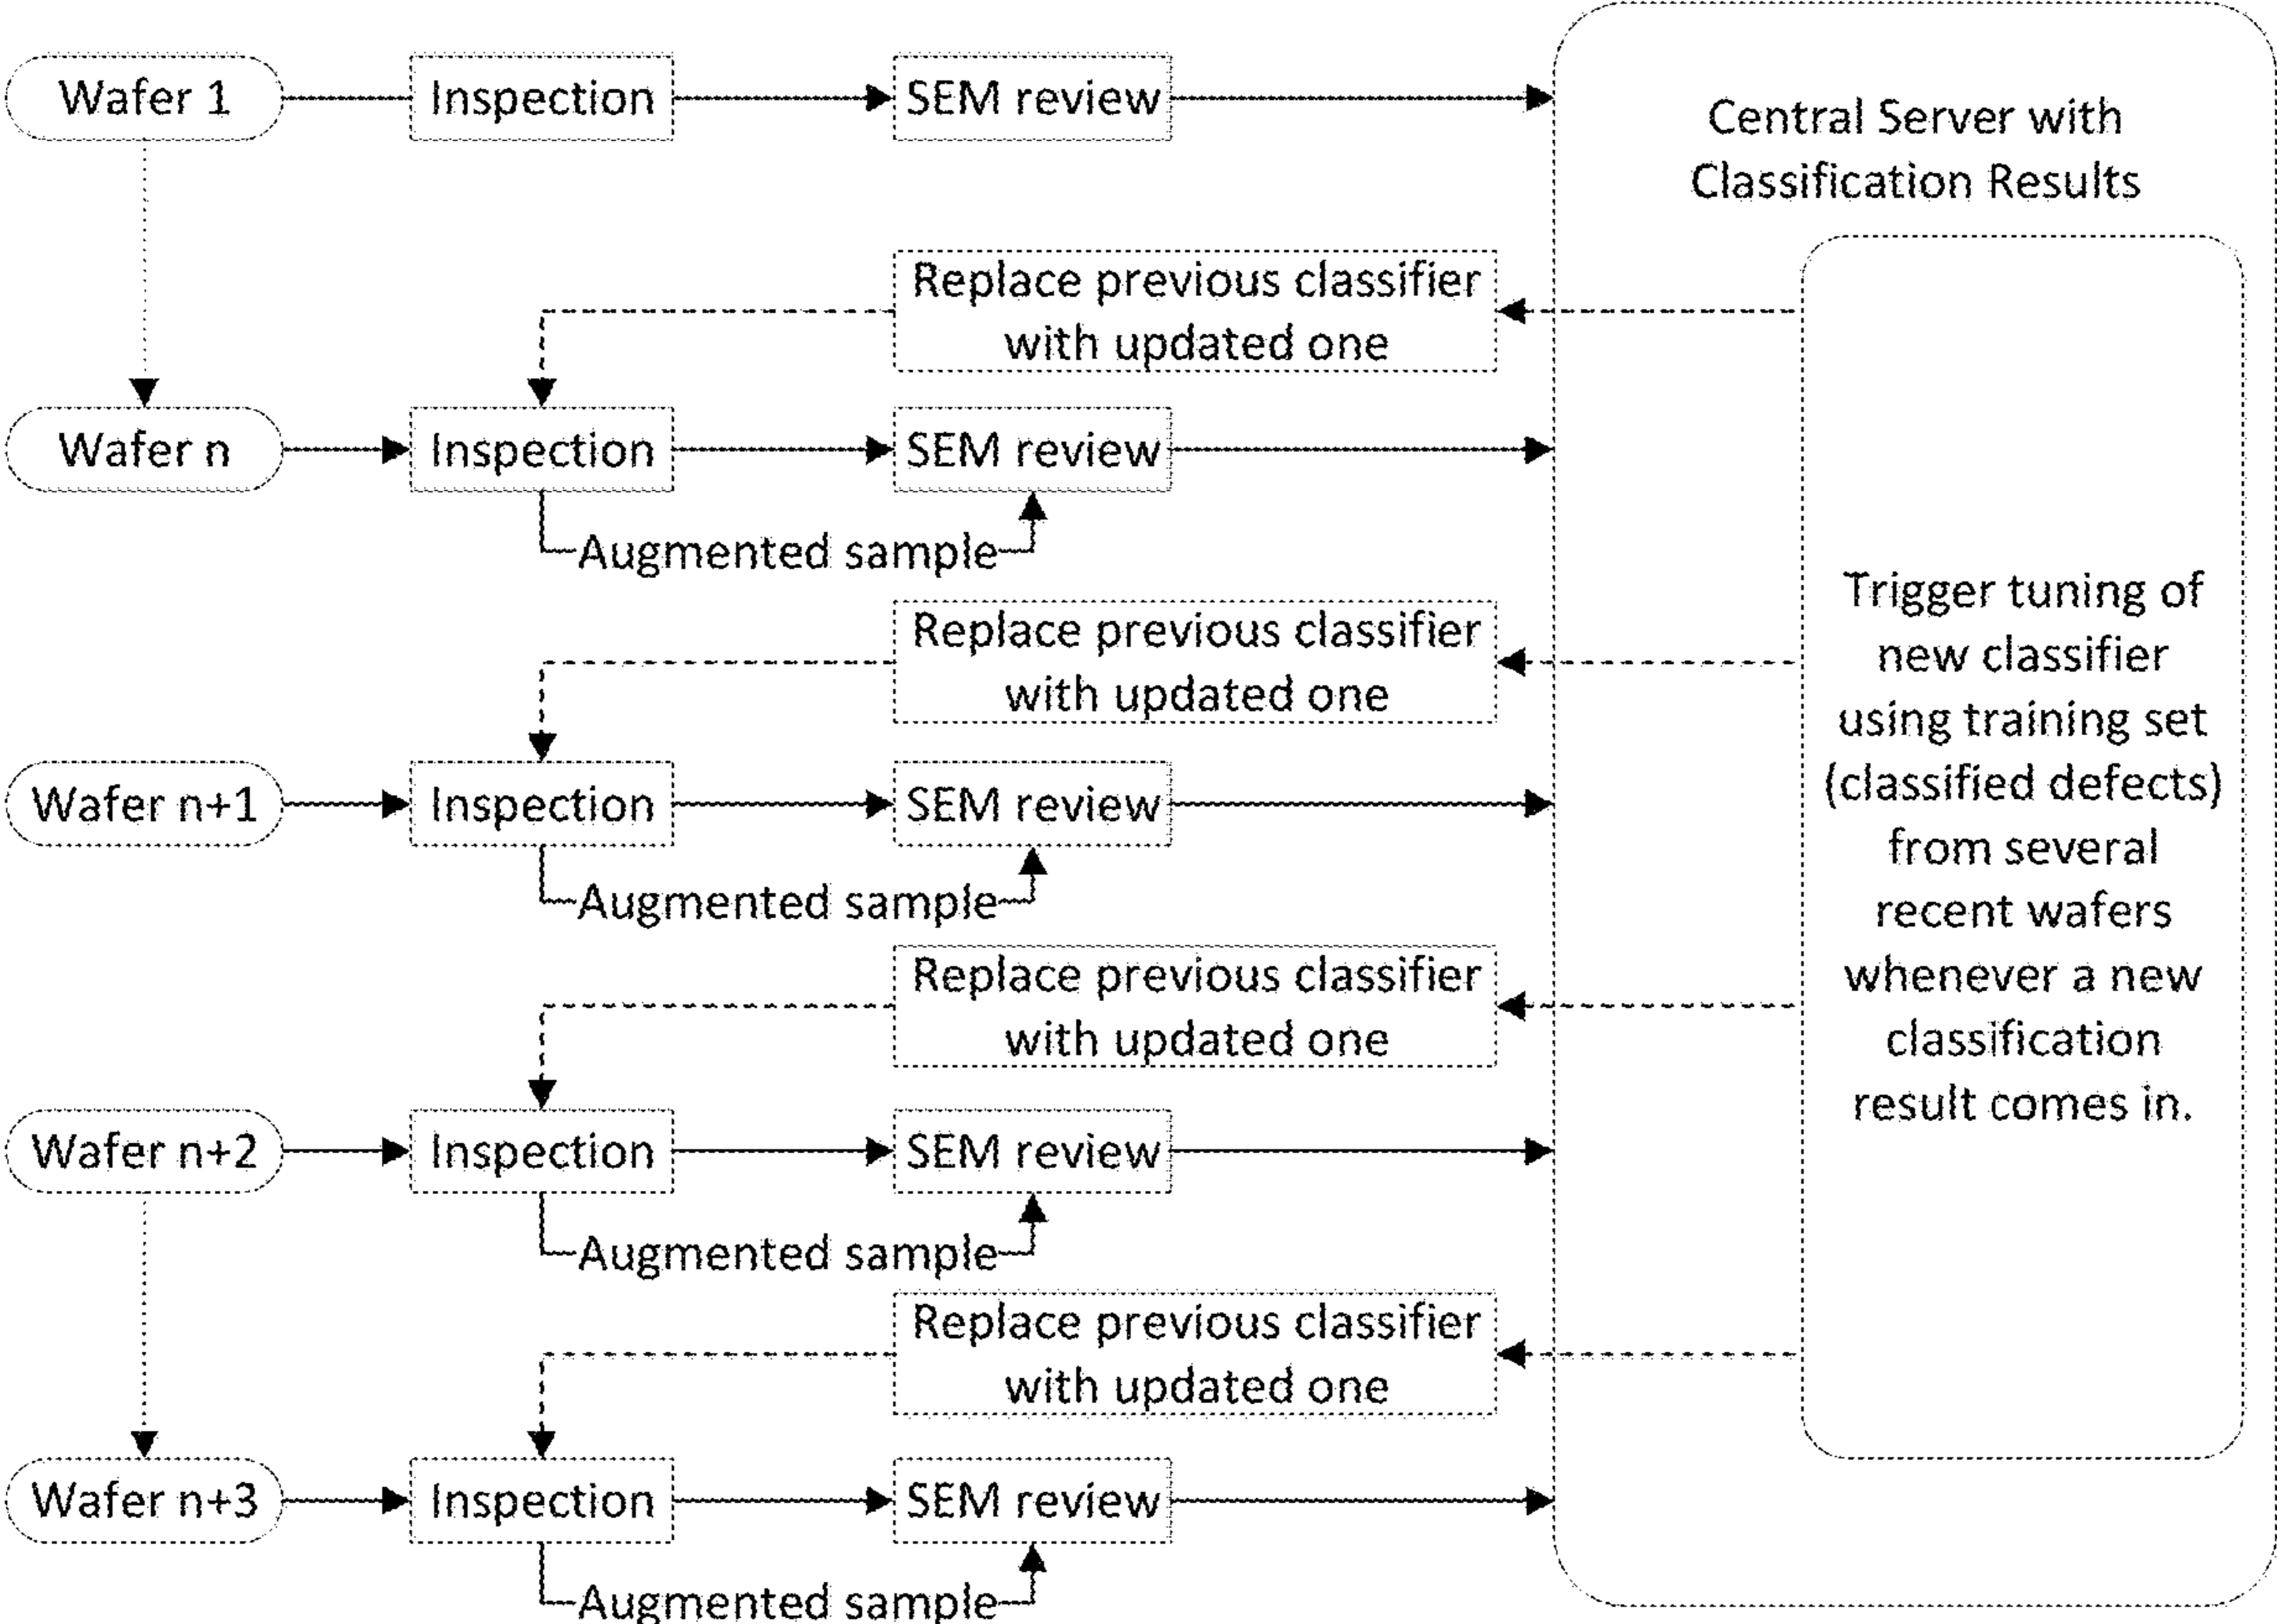 Wafer 1
Inspection
SEM review
Central Server with
Classification Results
Replace previous classifier
with updated one
Wafer n
Inspection
SEM review
Augmented sample
Replace previous classifier
with updated one
Wafer n+1
Inspection
SEM review
Augmented sample
Replace previous classifier
with updated one
Wafer n+2
Inspection
SEM review
Augmented sample
Replace previous classifier
with updated one
Wafer n+3
Inspection
SEM review
Augmented sample
Trigger tuning of
new classifier
using training set
(classified defects)
from several
recent wafers
whenever a new
classification
result comes in.